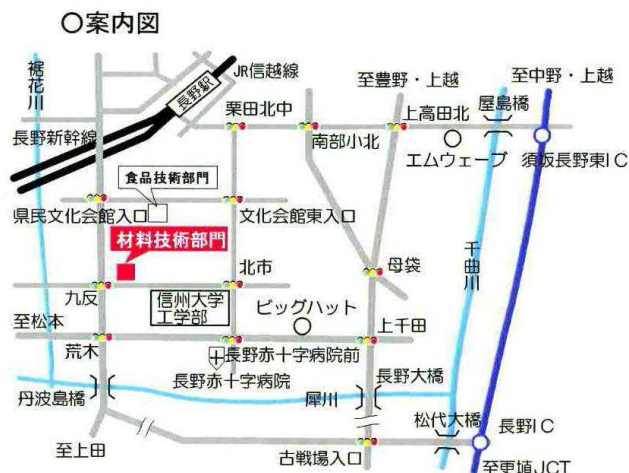 ○案内図
裾花川
JR信越線
長野駅
至豊野・上越
至中野・上越
栗田北中
上高田北
屋島橋
長野新幹線
南部小北
エムウェーブ
須坂長野東IC
食品技術部門
県民文化会館入口
文化会館東入口
材料技術部門
千曲川
北市
母袋
九反
信州大学
工学部
ビッグハット
至松本
上千田
荒木
長野赤十字病院前
長野赤十字病院
長野大橋
丹波島橋
犀川
松代大橋
長野IC
至上田
古戦場入口
至更埴JCT